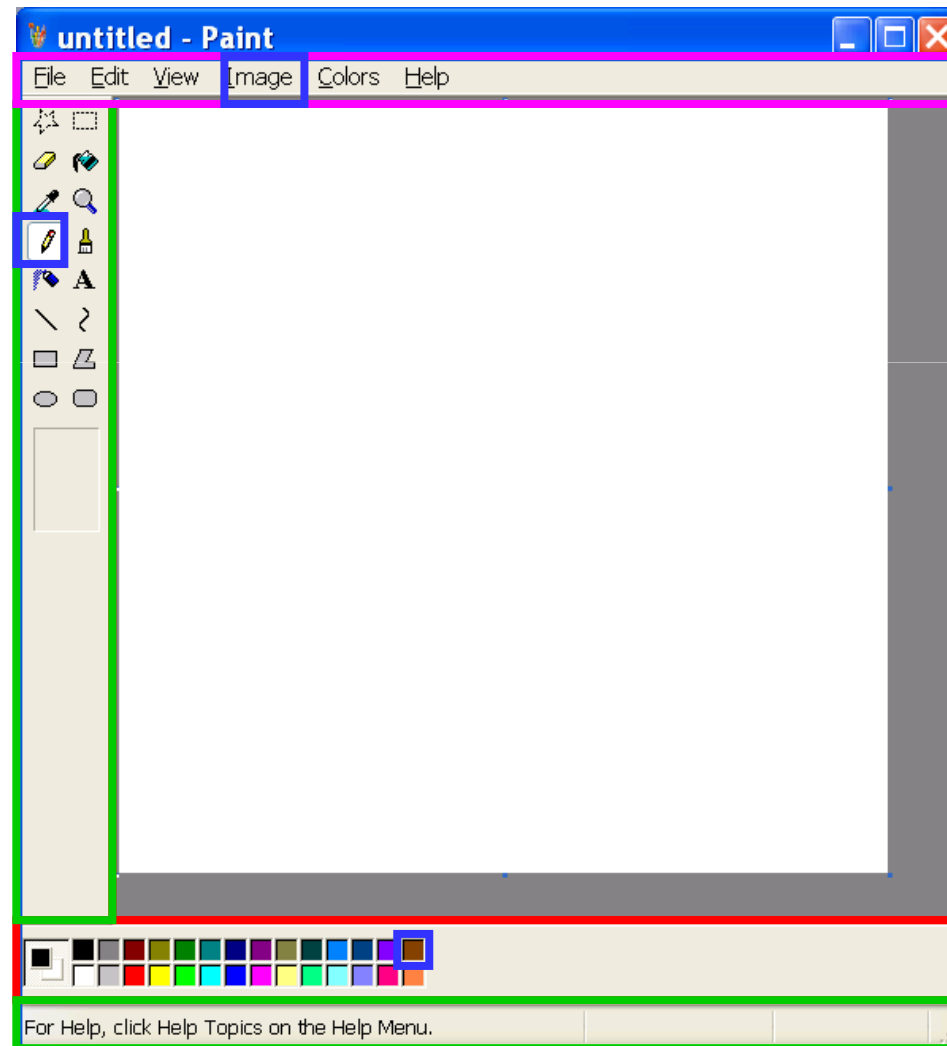 untitled - Paint
File Edit View Image Colors Help
A
For Help, click Help Topics on the Help Menu.